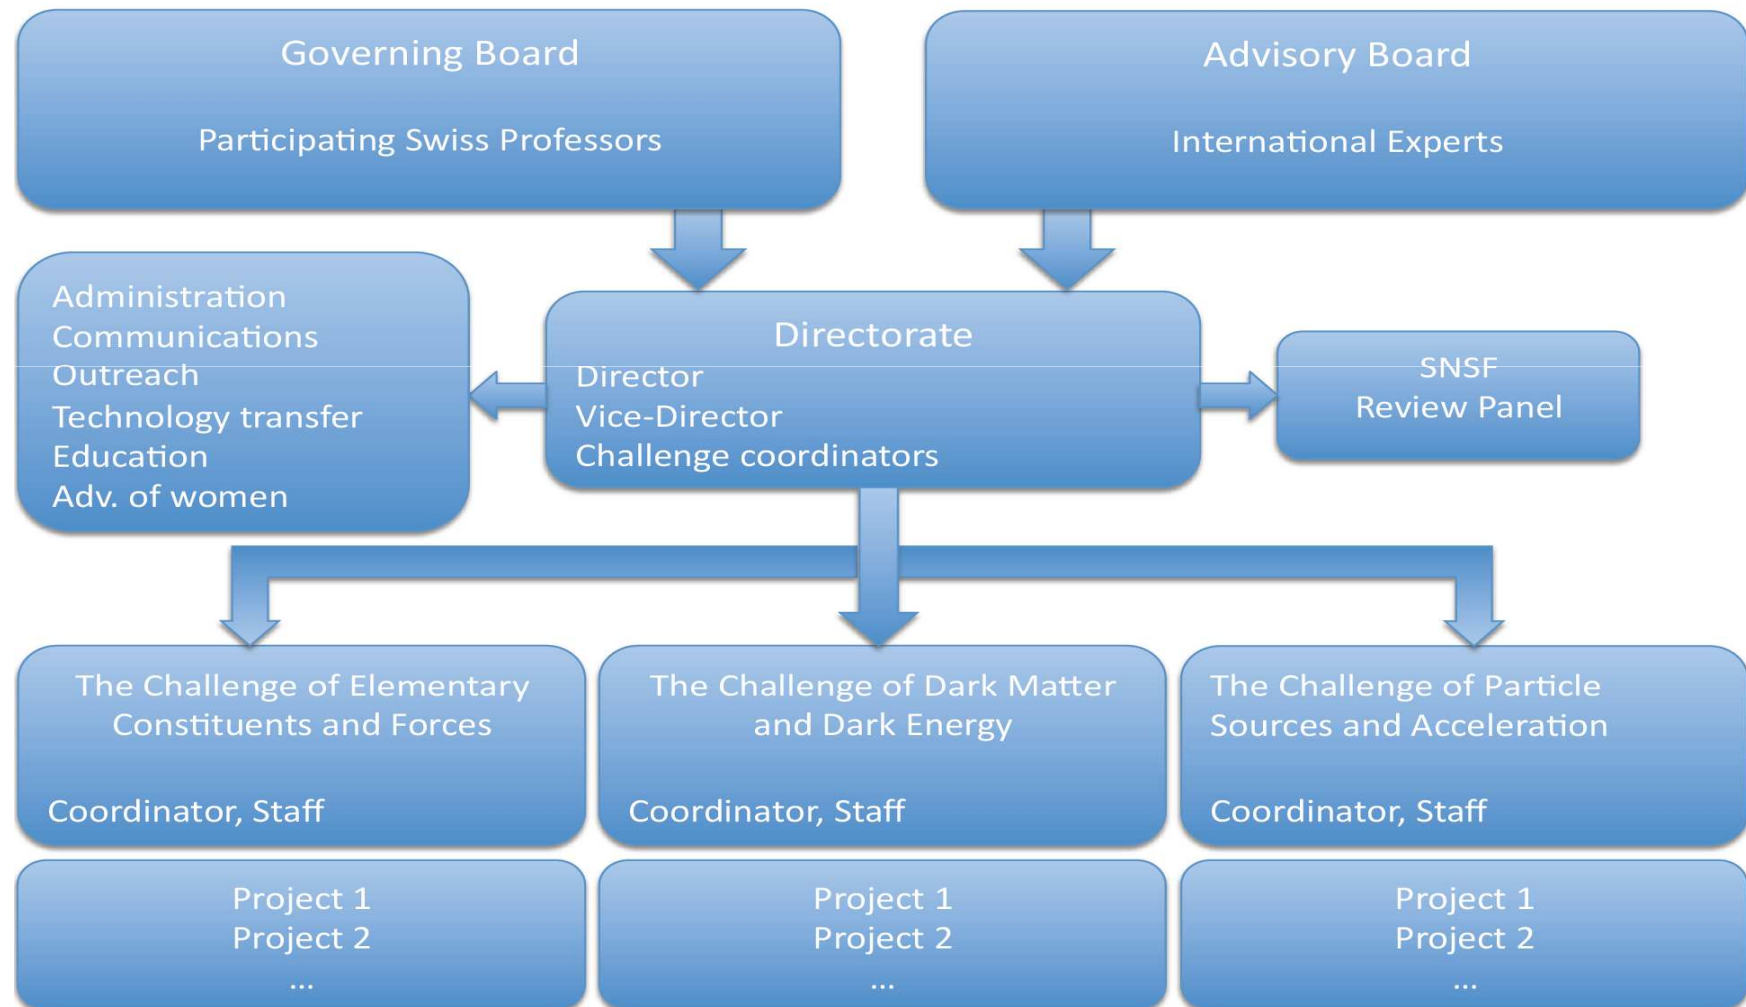 Governing Board
Participating Swiss Professors
Advisory Board
International Experts
Administration
Communications
Outreach
Technology transfer
Education
Adv. of women
Directorate
Director
Vice-Director
Challenge coordinators
SNSF
Review Panel
The Challenge of Elementary
Constituents and Forces
Coordinator, Staff
The Challenge of Dark Matter
and Dark Energy
Coordinator, Staff
The Challenge of Particle
Sources and Acceleration
Coordinator, Staff
Project 1
Project 2
...
Project 1
Project 2
...
Project 1
Project 2
...